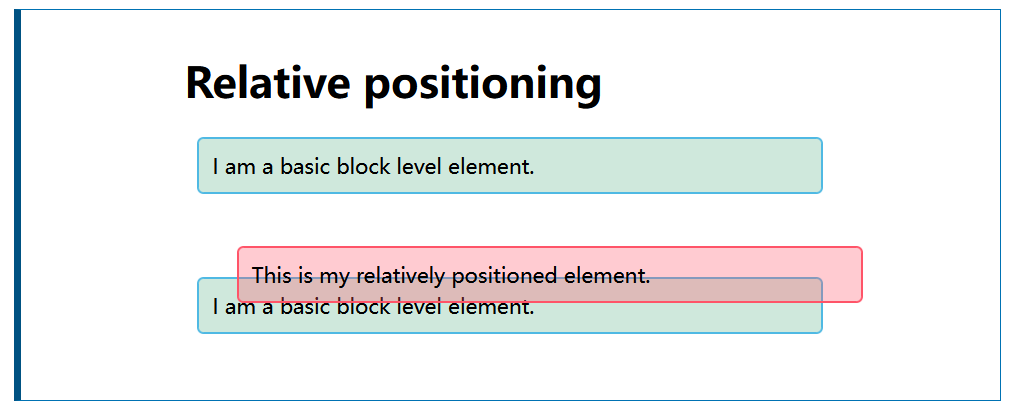 Relative positioning
I am a basic block level element.
This is my relatively positioned element.
I am a basic block level element.